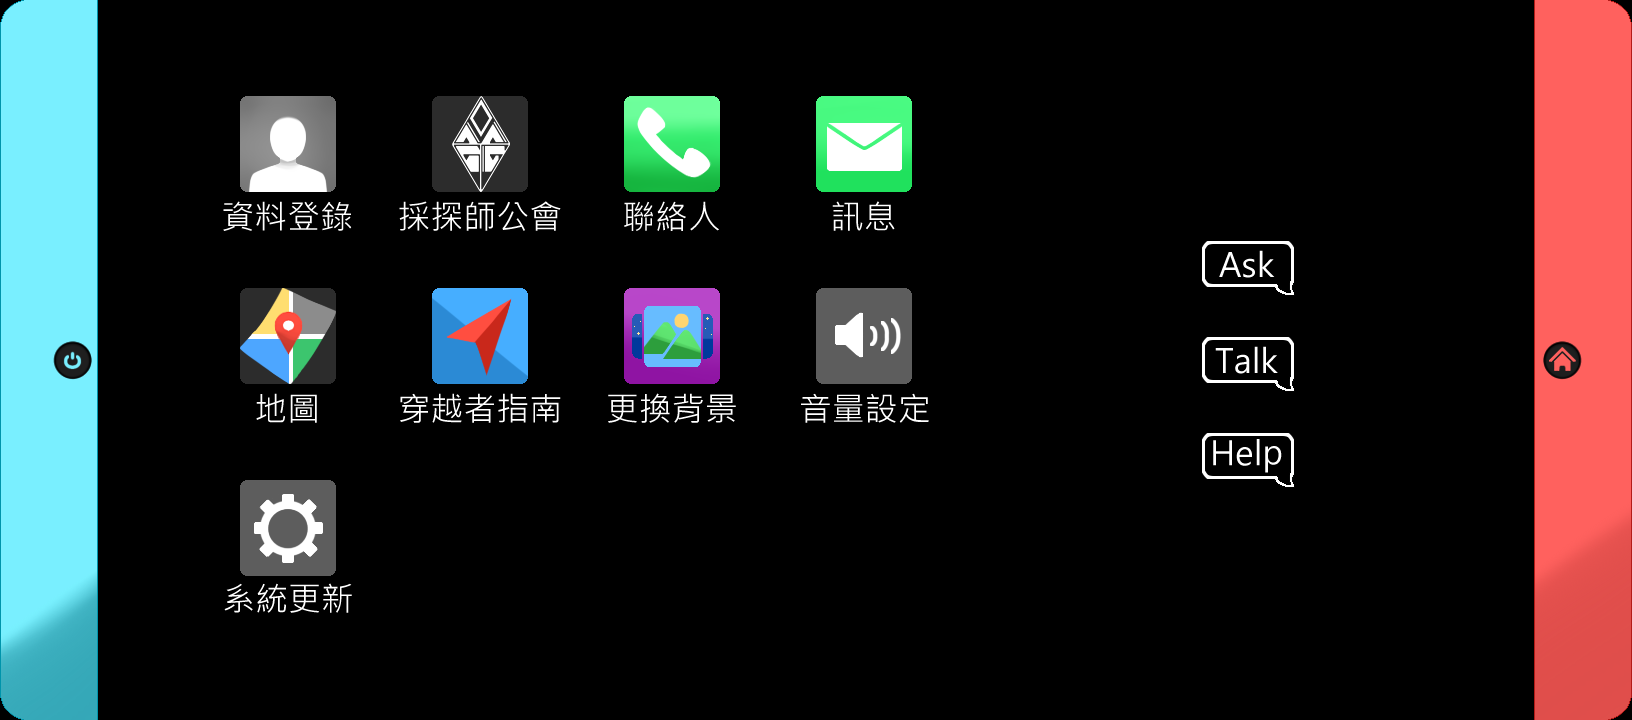 資料登錄
採探師公會
聯絡人
訊息
Ask
地圖
穿越者指南
更換背景
音量設定
Talk
Help
系統更新